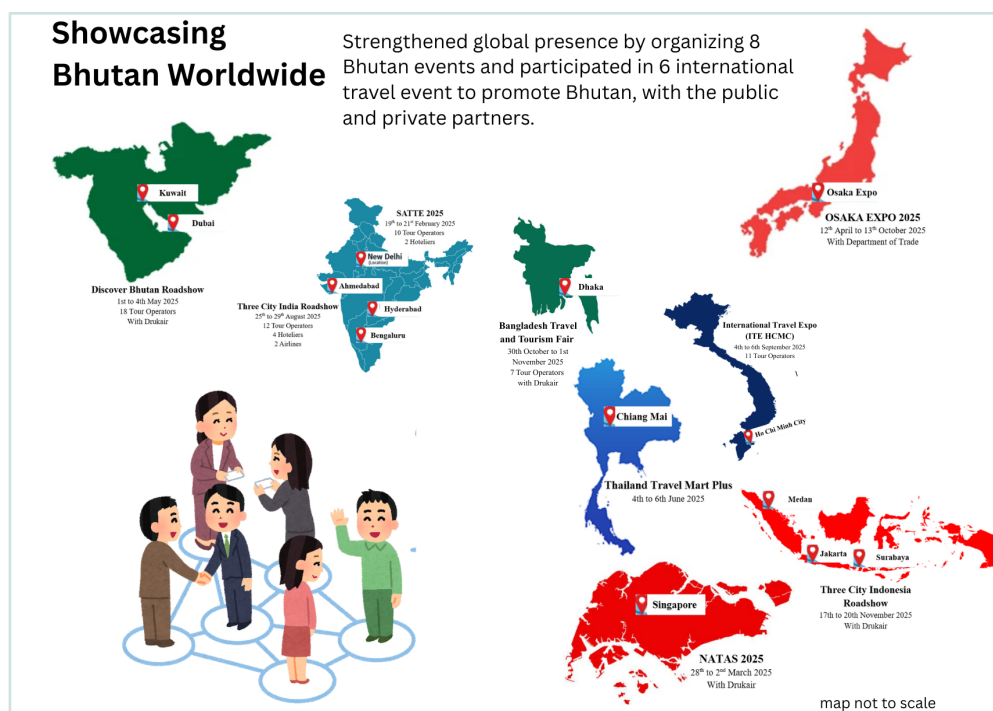 Showcasing
Bhutan Worldwide
Strengthened global presence by organizing 8
Bhutan events and participated in 6 international
travel event to promote Bhutan, with the public
and private partners.
Kuwait
Dubai
Discover Bhutan Roadshow
1st to 4th May 2025
18 Tour Operators
With Drukair
SATTE 2025
19th to 21st February 2025
10 Tour Operators
2 Hoteliers
New Delhi
(Location)
Ahmedabad
Hyderabad
Bengaluru
Three City India Roadshow
25th to 29th August 2025
12 Tour Operators
4 Hoteliers
2 Airlines
Dhaka
Bangladesh Travel
and Tourism Fair
30th October to 1st
November 2025
7 Tour Operators
with Drukair
Osaka Expo
OSAKA EXPO 2025
12th April to 13th October 2025
With Department of Trade
International Travel Expo
(ITE HCMC)
4th to 6th September 2025
11 Tour Operators
Ho Chi Minh City
Chiang Mai
Thailand Travel Mart Plus
4th to 6th June 2025
Medan
Jakarta
Surabaya
Three City Indonesia
Roadshow
17th to 20th November 2025
With Drukair
Singapore
NATAS 2025
28th to 2nd March 2025
With Drukair
map not to scale